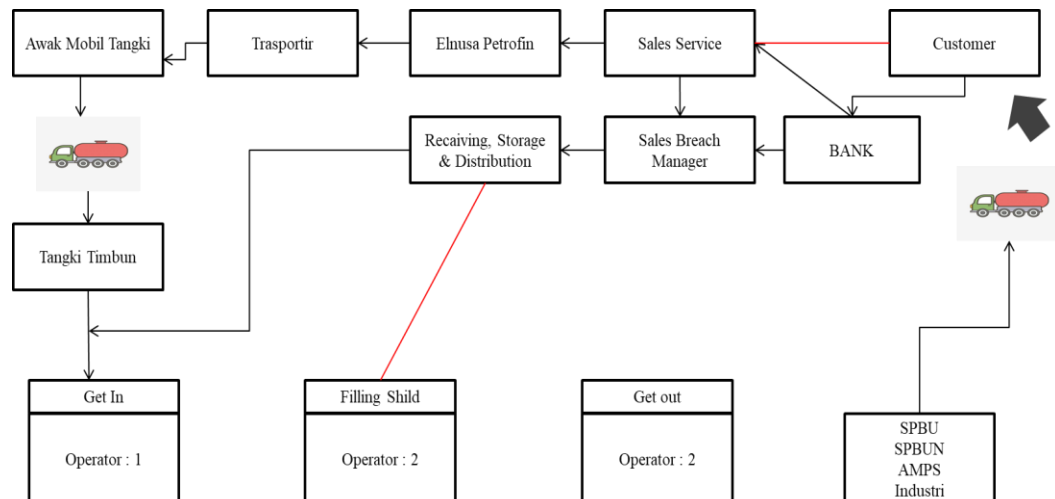 Awak Mobil Tangki
Trasportir
Elnusa Petrofin
Sales Service
Customer
Recaiving, Storage
& Distribution
Sales Breach
Manager
BANK
Tangki Timbun
Get In
Operator : 1
Filling Shild
Operator : 2
Get out
Operator : 2
SPBU
SPBUN
AMPS
Industri